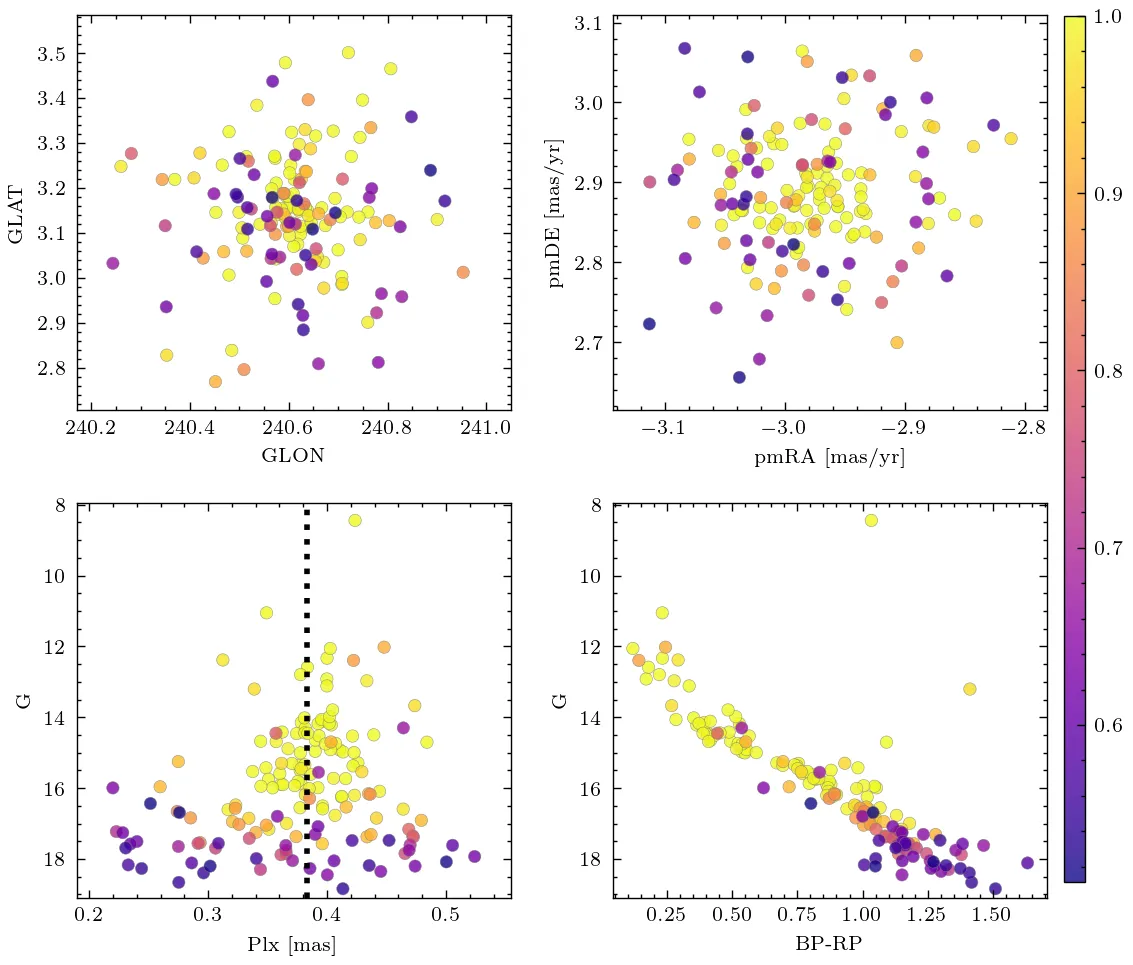 3.5
3.4
3.3
3.2
3.1
3.0
2.9
2.8
GLAT
240.2 240.4 240.6 240.8 241.0
GLON
3.1
3.0
2.9
2.8
2.7
pmDE [mas/yr]
−3.1 −3.0 −2.9 −2.8
pmRA [mas/yr]
1.0
0.9
0.8
0.7
0.6
8
10
12
14
16
18
G
0.2 0.3 0.4 0.5
Plx [mas]
8
10
12
14
16
18
G
0.25 0.50 0.75 1.00 1.25 1.50
BP-RP